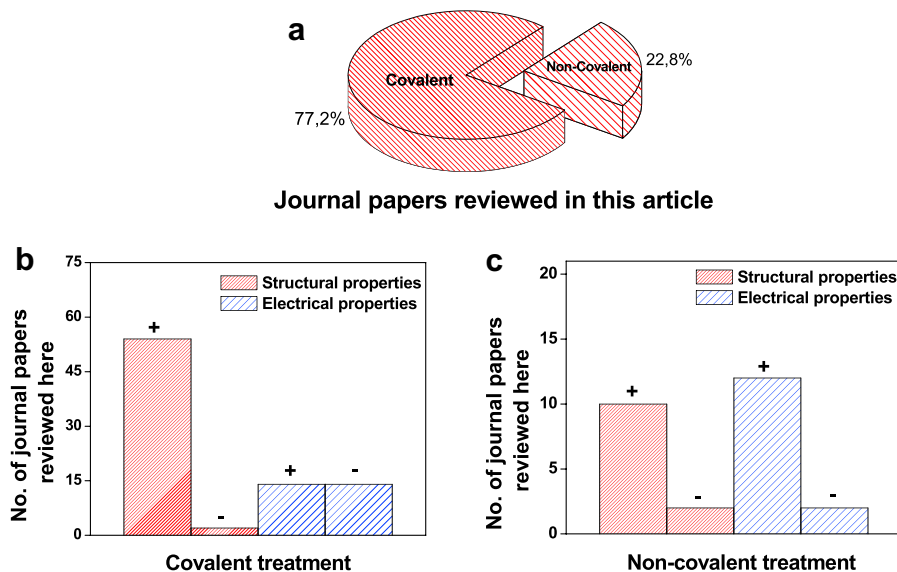 a
Covalent
Non-Covalent
22,8%
77,2%
Journal papers reviewed in this article
b
No. of journal papers
reviewed here
75
60
45
30
15
0
Structural properties
Electrical properties
+
-
+
-
Covalent treatment
c
No. of journal papers
reviewed here
20
15
10
5
0
Structural properties
Electrical properties
+
-
+
-
Non-covalent treatment